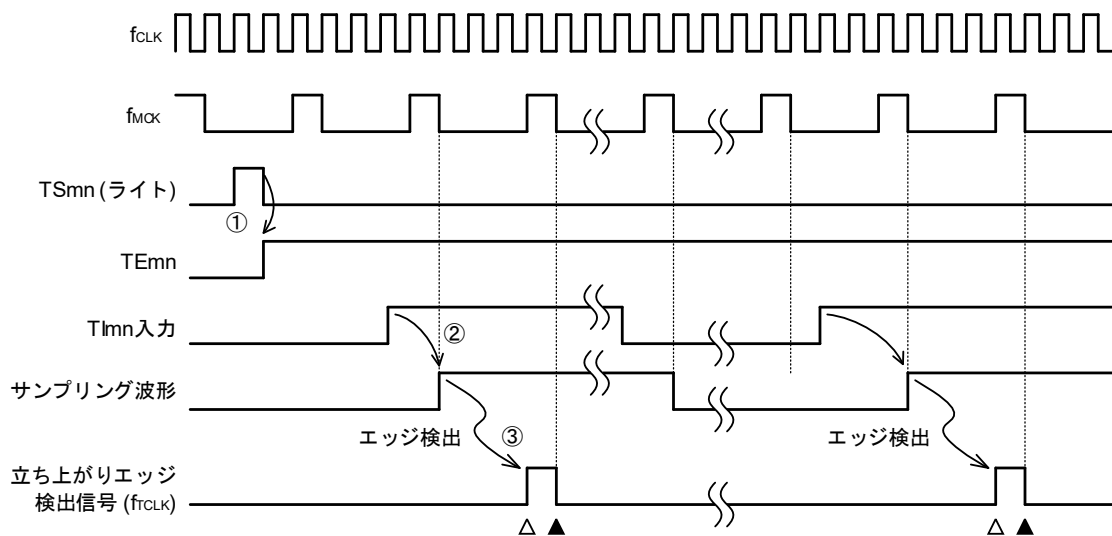 fCLK
fMCK
TSmn (ライト)
①
TEmn
TImn入力
②
サンプリング波形
エッジ検出 ③ エッジ検出
立ち上がりエッジ
検出信号 (fTCLK)
△ ▲ △ ▲